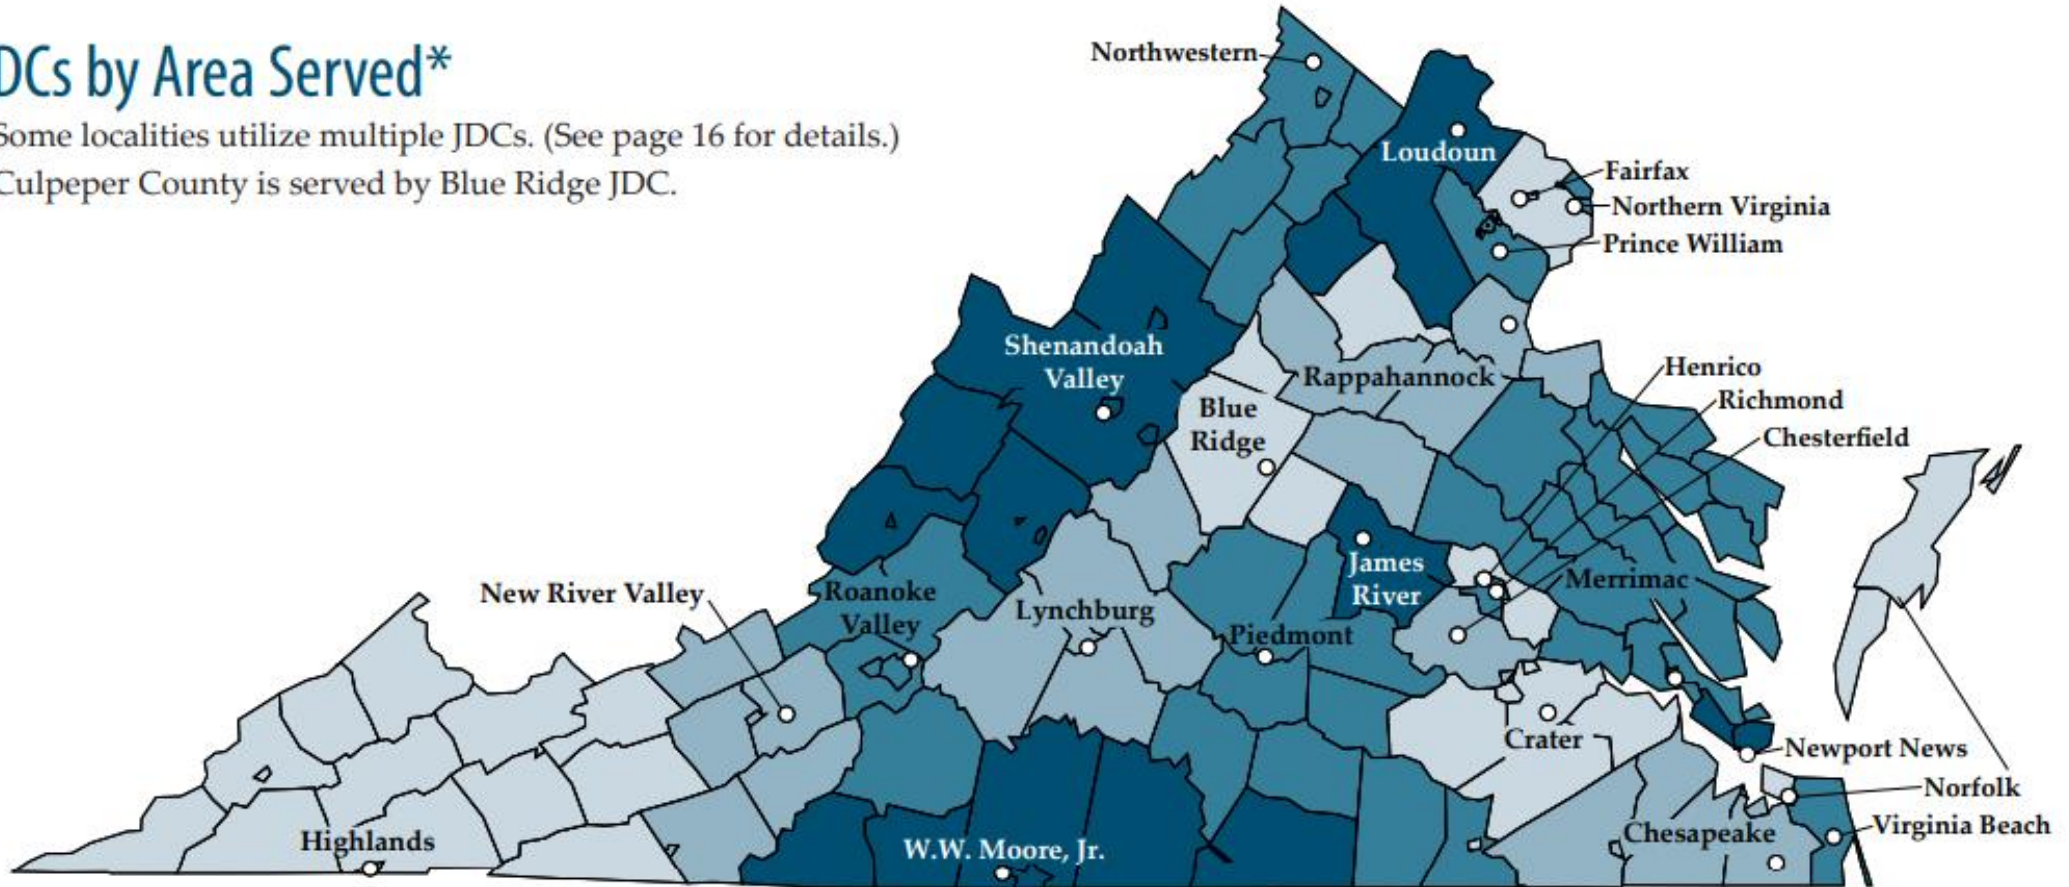 DCs by Area Served*
Some localities utilize multiple JDCs. (See page 16 for details.)
Culpeper County is served by Blue Ridge JDC.
Northwestern
Loudoun
Fairfax
Northern Virginia
Prince William
Shenandoah
Valley
Rappahannock
Henrico
Richmond
Chesterfield
Blue
Ridge
James
River
Merrimac
New River Valley
Roanoke
Valley
Lynchburg
Piedmont
Crater
Newport News
Norfolk
Virginia Beach
Chesapeake
Highlands
W.W. Moore, Jr.